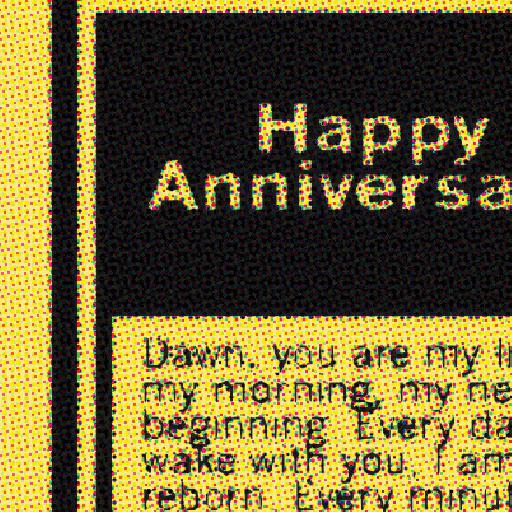 Happy
Anniversa
Dawn, you are my
my morning, my ne
beginning. Every da
wake with you, I am
reborn. Every minut